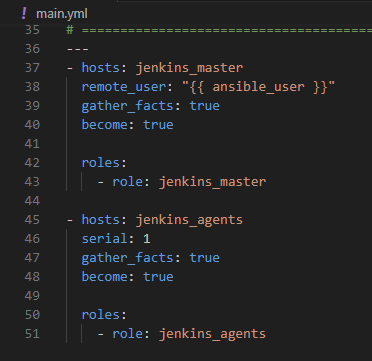 ! main.yml
35 # ==========================================
36 ---
37 - hosts: jenkins_master
38   remote_user: "{{ ansible_user }}"
39   gather_facts: true
40   become: true
41
42   roles:
43     - role: jenkins_master
44
45 - hosts: jenkins_agents
46   serial: 1
47   gather_facts: true
48   become: true
49
50   roles:
51     - role: jenkins_agents